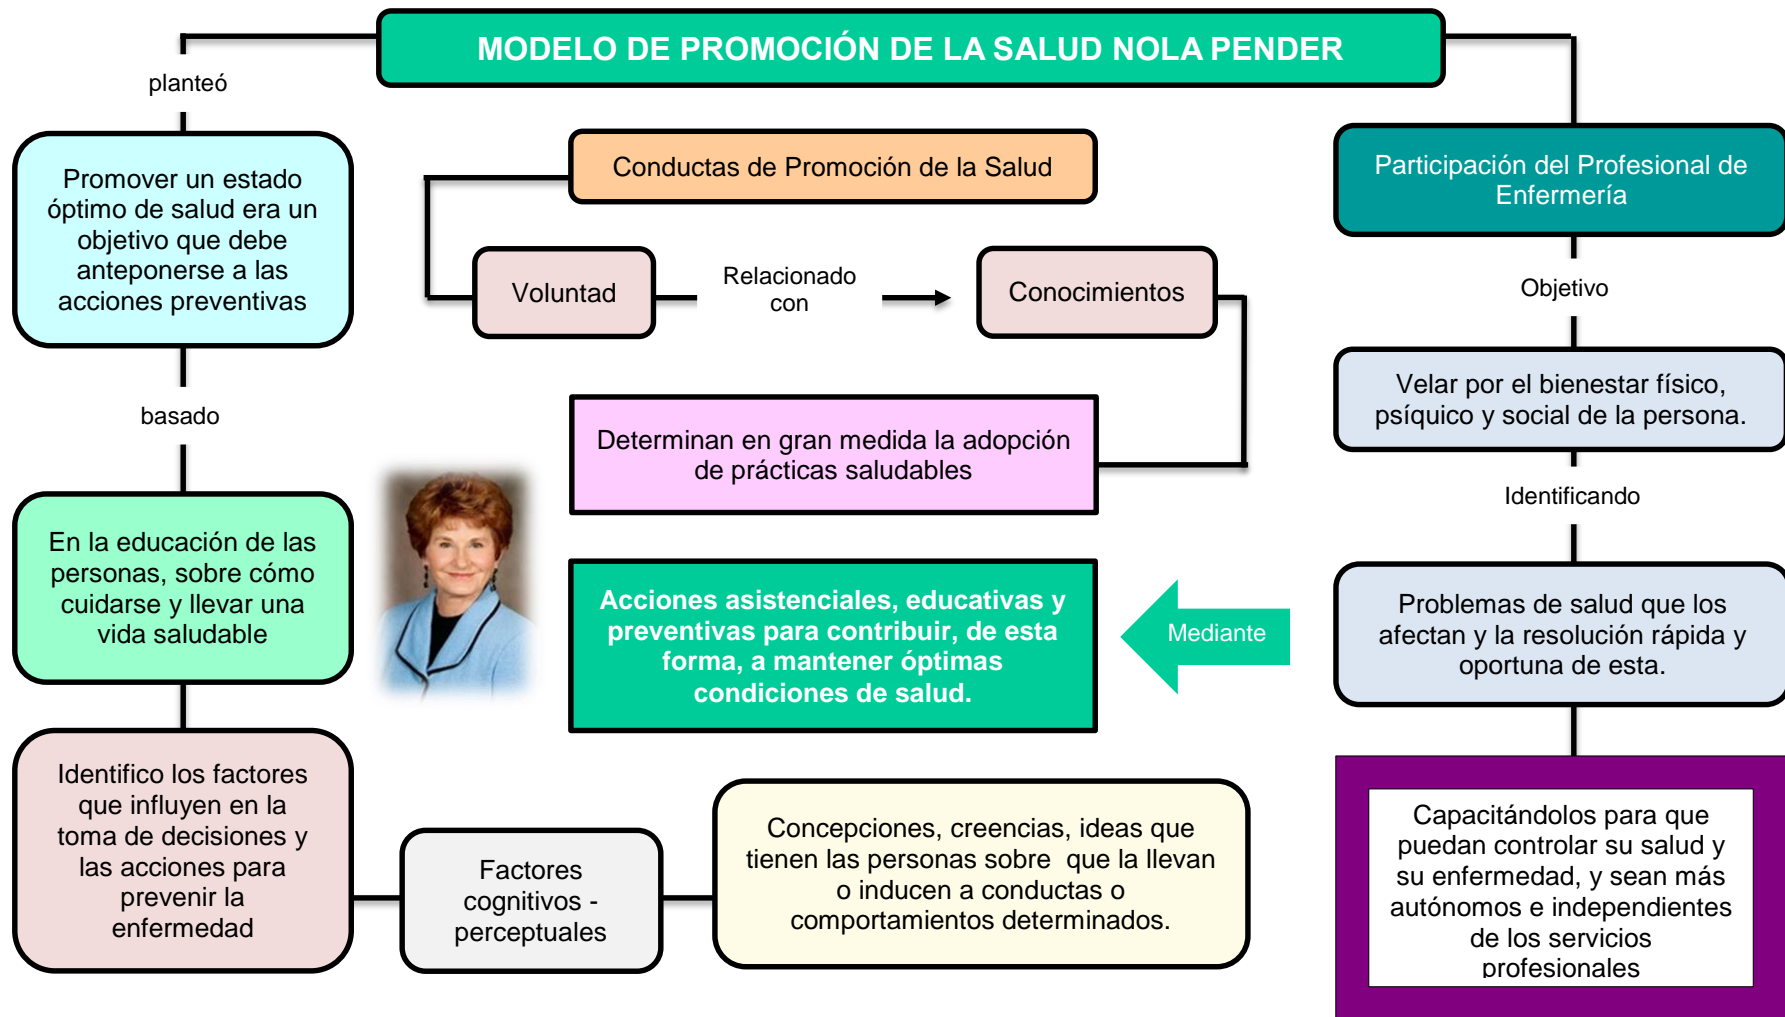 MODELO DE PROMOCIÓN DE LA SALUD NOLA PENDER
planteó
Promover un estado
óptimo de salud era un
objetivo que debe
anteponerse a las
acciones preventivas
basado
En la educación de las
personas, sobre cómo
cuidarse y llevar una
vida saludable
Identifico los factores
que influyen en la
toma de decisiones y
las acciones para
prevenir la
enfermedad
Factores
cognitivos -
perceptuales
Concepciones, creencias, ideas que
tienen las personas sobre  que la llevan
o inducen a conductas o
comportamientos determinados.
Conductas de Promoción de la Salud
Voluntad
Relacionado
con
Conocimientos
Determinan en gran medida la adopción
de prácticas saludables
Participación del Profesional de
Enfermería
Objetivo
Velar por el bienestar físico,
psíquico y social de la persona.
Identificando
Problemas de salud que los
afectan y la resolución rápida y
oportuna de esta.
Mediante
Acciones asistenciales, educativas y
preventivas para contribuir, de esta
forma, a mantener óptimas
condiciones de salud.
Capacitándolos para que
puedan controlar su salud y
su enfermedad, y sean más
autónomos e independientes
de los servicios
profesionales